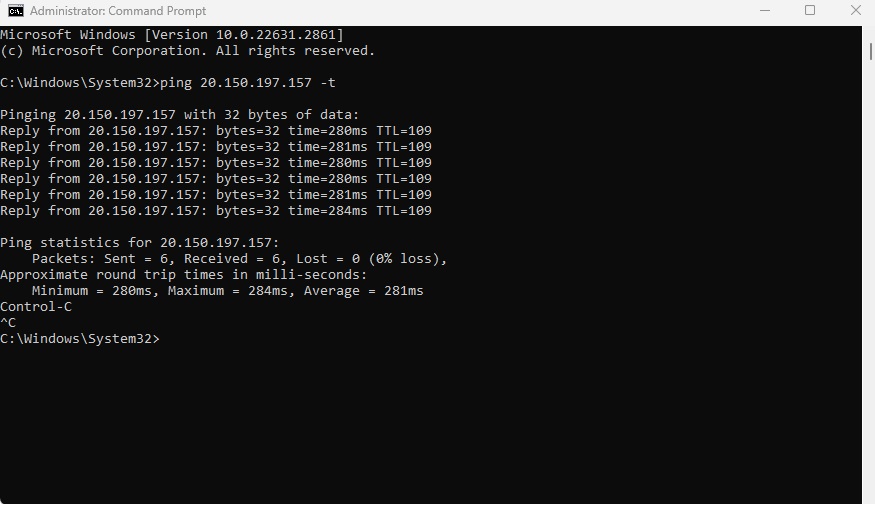 Administrator: Command Prompt
Microsoft Windows [Version 10.0.22631.2861]
(c) Microsoft Corporation. All rights reserved.
C:\Windows\System32>ping 20.150.197.157 -t
Pinging 20.150.197.157 with 32 bytes of data:
Reply from 20.150.197.157: bytes=32 time=280ms TTL=109
Reply from 20.150.197.157: bytes=32 time=281ms TTL=109
Reply from 20.150.197.157: bytes=32 time=280ms TTL=109
Reply from 20.150.197.157: bytes=32 time=280ms TTL=109
Reply from 20.150.197.157: bytes=32 time=281ms TTL=109
Reply from 20.150.197.157: bytes=32 time=284ms TTL=109
Ping statistics for 20.150.197.157:
    Packets: Sent = 6, Received = 6, Lost = 0 (0% loss),
Approximate round trip times in milli-seconds:
    Minimum = 280ms, Maximum = 284ms, Average = 281ms
Control-C
^C
C:\Windows\System32>